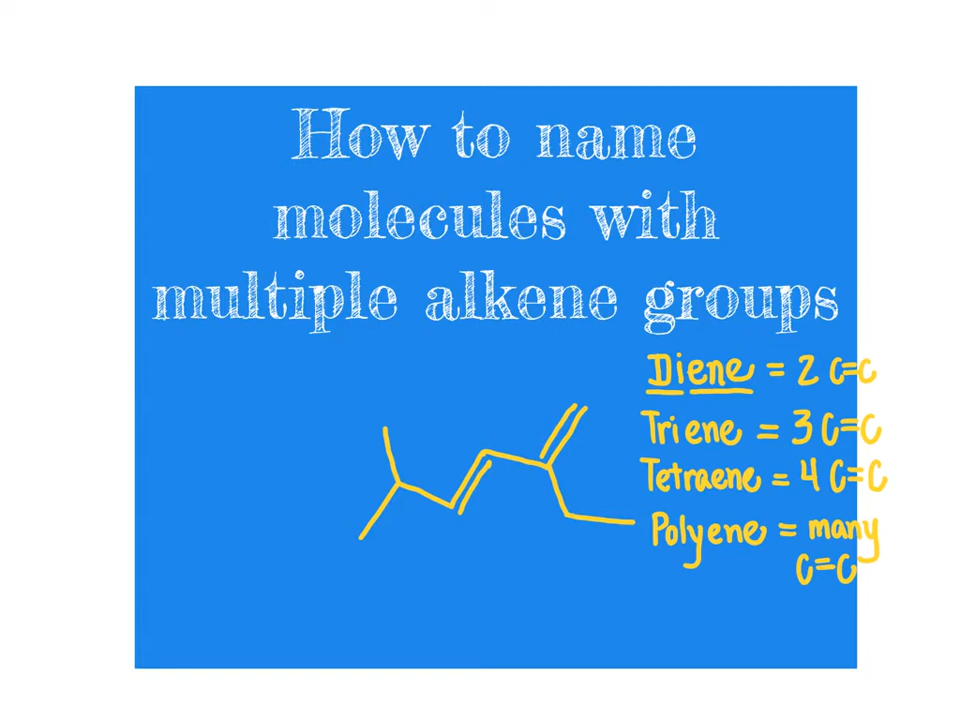 How to name
molecules with
multiple alkene groups
Diene = 2 C=C
Triene = 3 C=C
Tetraene = 4 C=C
Polyene = many
C=C